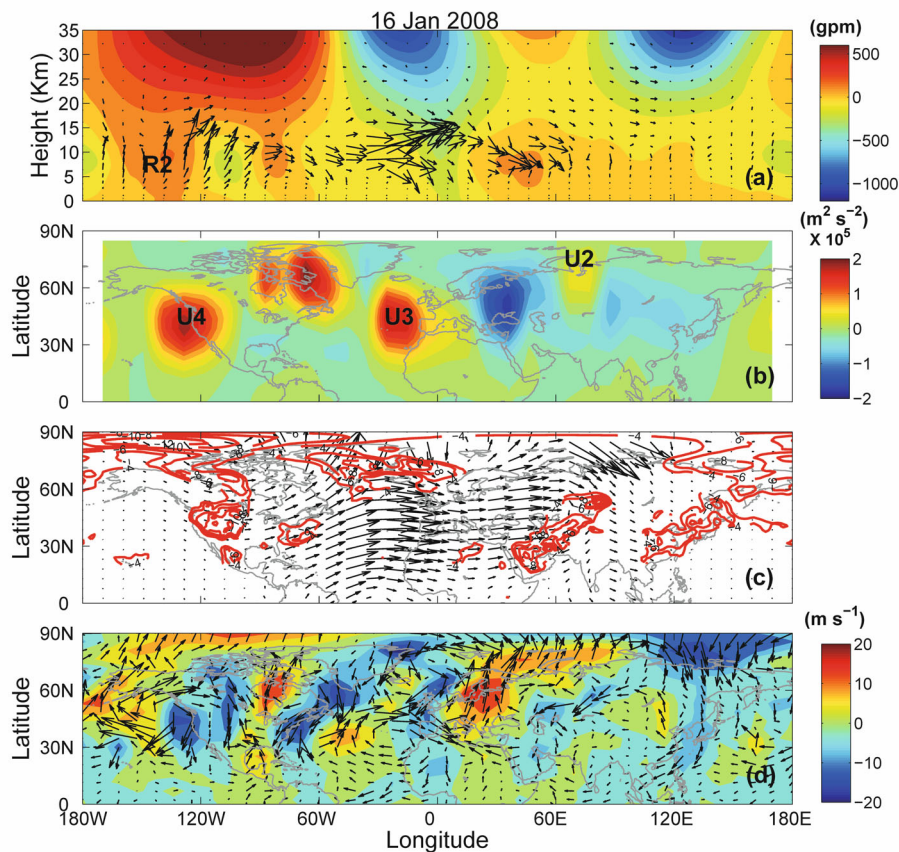 16 Jan 2008
(gpm)
35
30
25
20
15
10
5
0
Height (Km)
R2
(a)
500
0
−500
−1000
(m² s⁻²)
X 10⁵
90N
60N
30N
0
Latitude
U4
U3
U2
(b)
2
1
0
−1
−2
90N
60N
30N
0
Latitude
(c)
(m s⁻¹)
90N
60N
30N
0
Latitude
(d)
20
10
0
−10
−20
180W 120W 60W 0 60E 120E 180E
Longitude